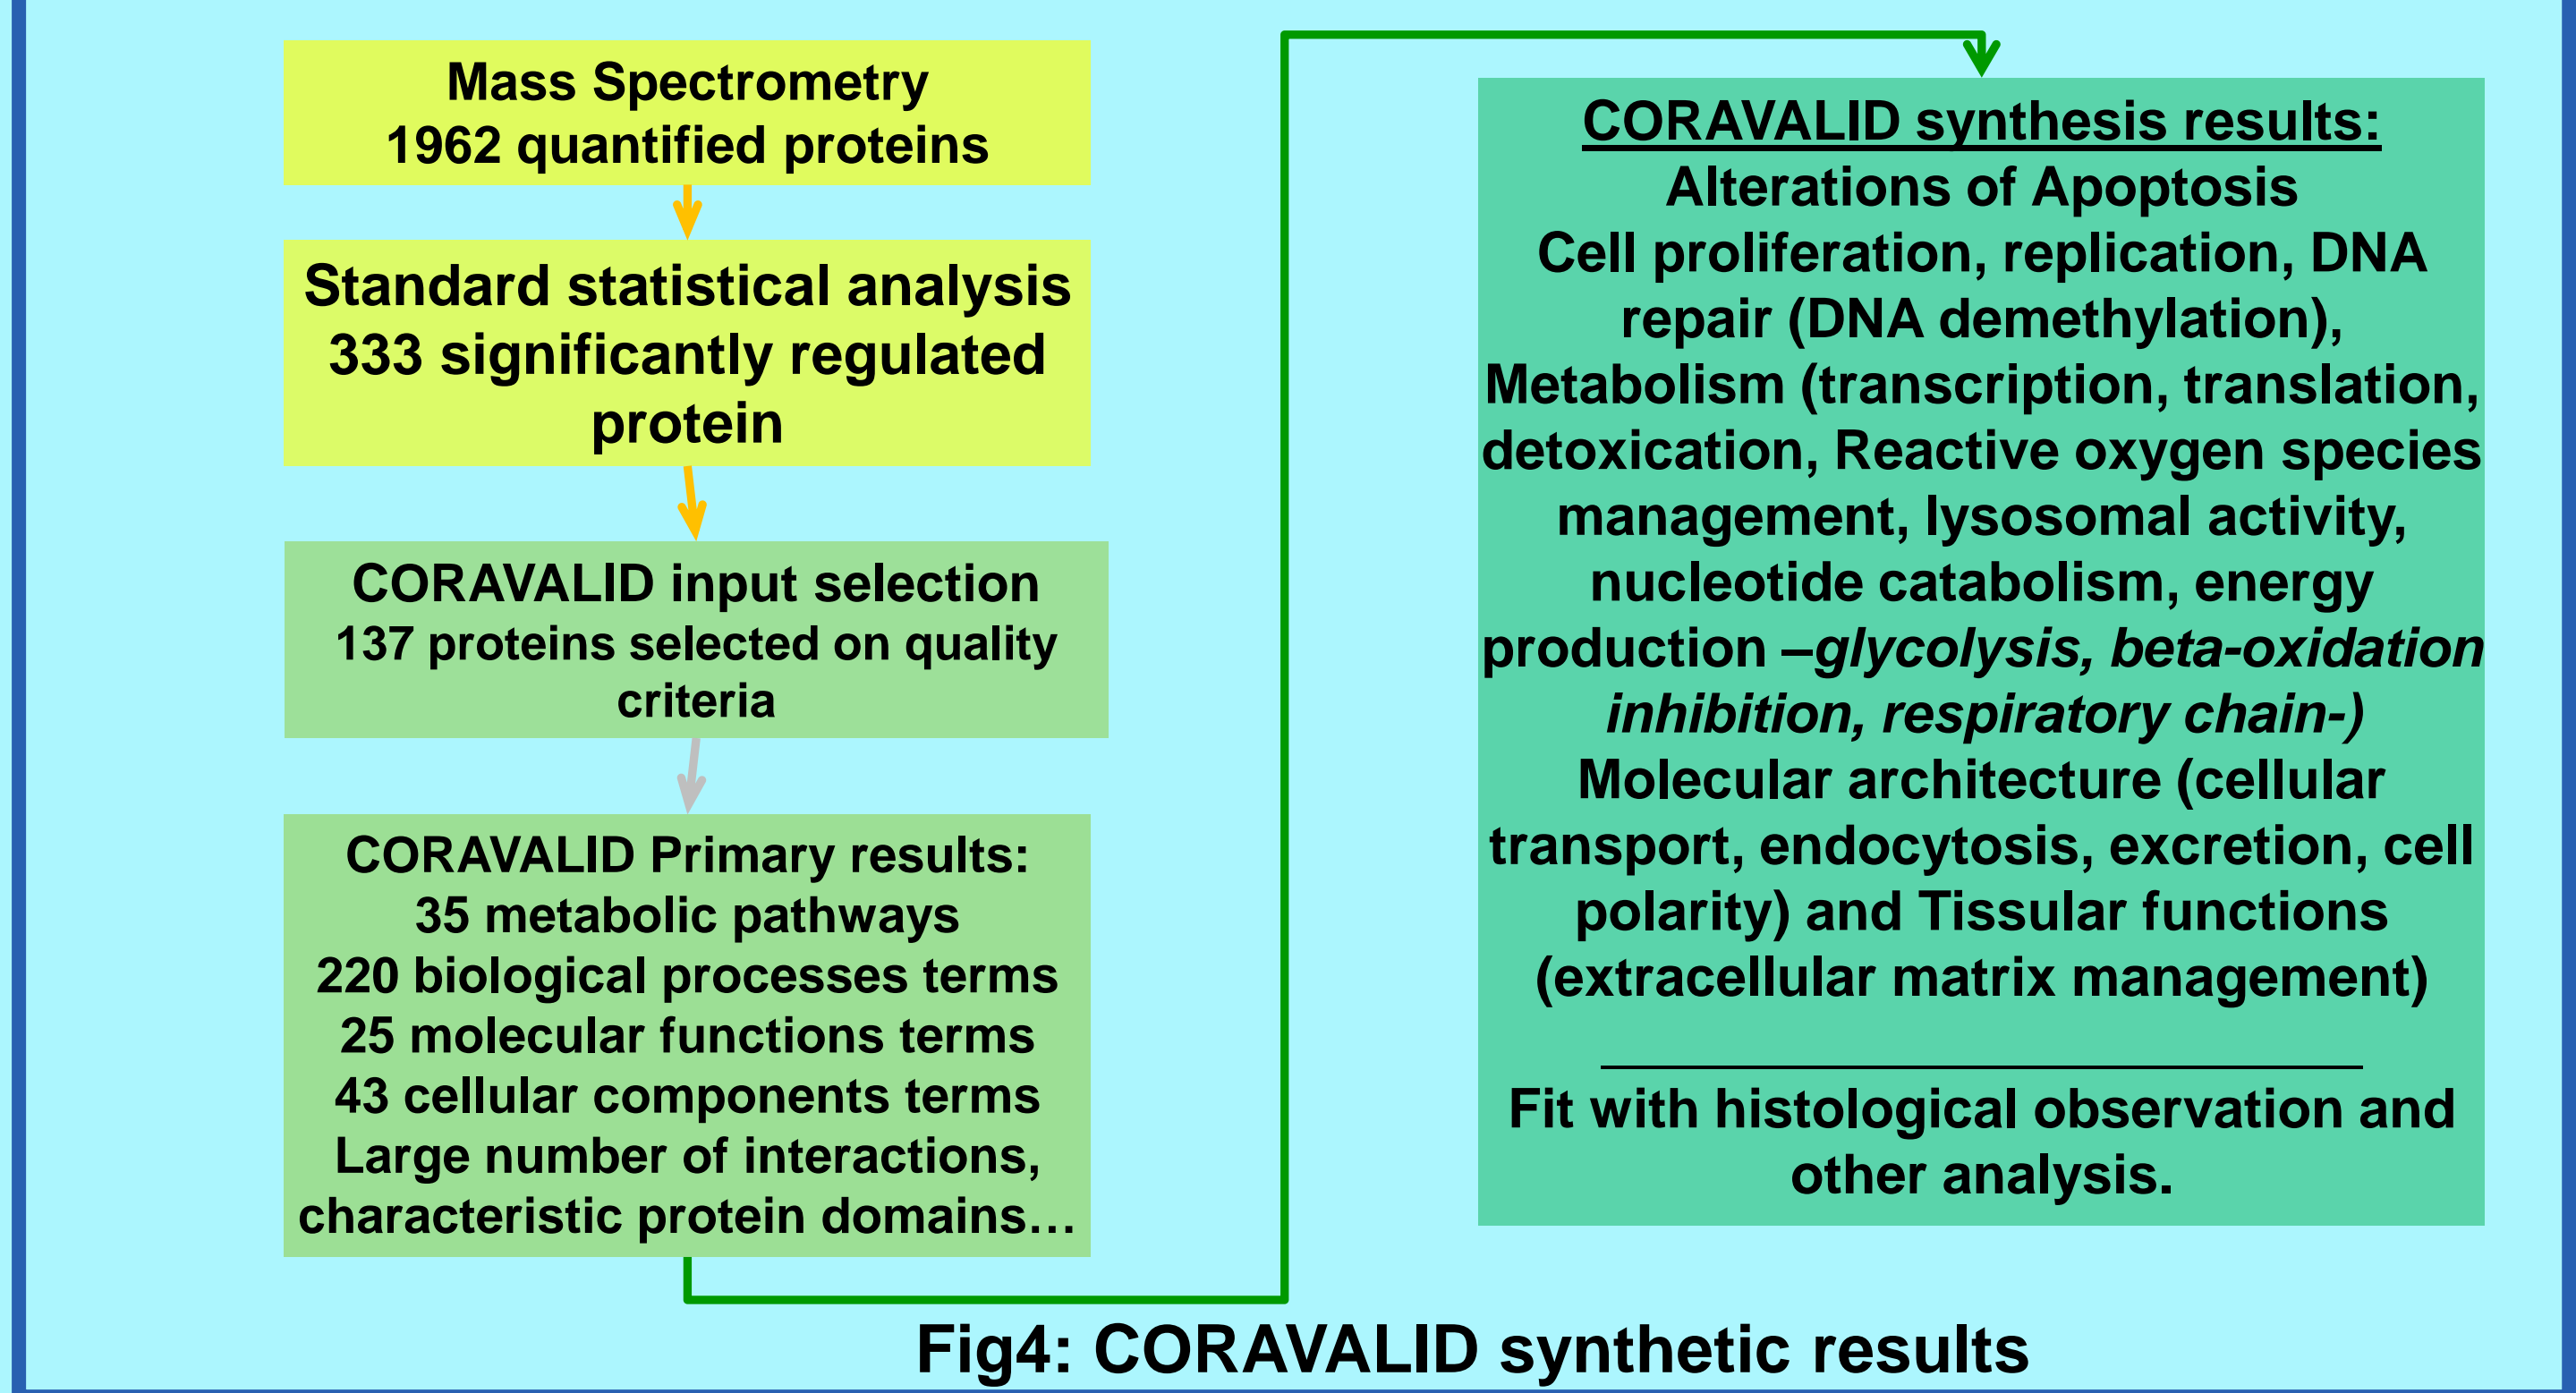 Mass Spectrometry
1962 quantified proteins
Standard statistical analysis
333 significantly regulated
protein
CORAVALID input selection
137 proteins selected on quality
criteria
CORAVALID Primary results:
35 metabolic pathways
220 biological processes terms
25 molecular functions terms
43 cellular components terms
Large number of interactions,
characteristic protein domains…
CORAVALID synthesis results:
Alterations of Apoptosis
Cell proliferation, replication, DNA
repair (DNA demethylation),
Metabolism (transcription, translation,
detoxication, Reactive oxygen species
management, lysosomal activity,
nucleotide catabolism, energy
production –glycolysis, beta-oxidation
inhibition, respiratory chain-)
Molecular architecture (cellular
transport, endocytosis, excretion, cell
polarity) and Tissular functions
(extracellular matrix management)
Fit with histological observation and
other analysis.
Fig4: CORAVALID synthetic results